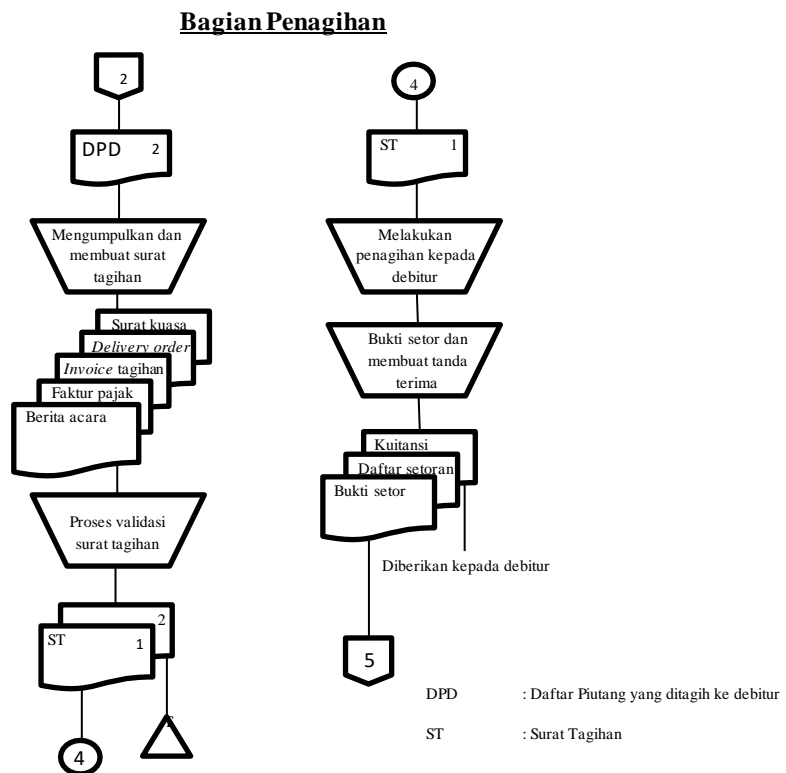 Bagian Penagihan
2
DPD 2
Mengumpulkan dan
membuat surat
tagihan
Surat kuasa
Delivery order
Invoice tagihan
Faktur pajak
Berita acara
Proses validasi
surat tagihan
2
ST 1
4
4
ST 1
Melakukan
penagihan kepada
debitur
Bukti setor dan
membuat tanda
terima
Kuitansi
Daftar setoran
Bukti setor
Diberikan kepada debitur
5
DPD : Daftar Piutang yang ditagih ke debitur
ST : Surat Tagihan